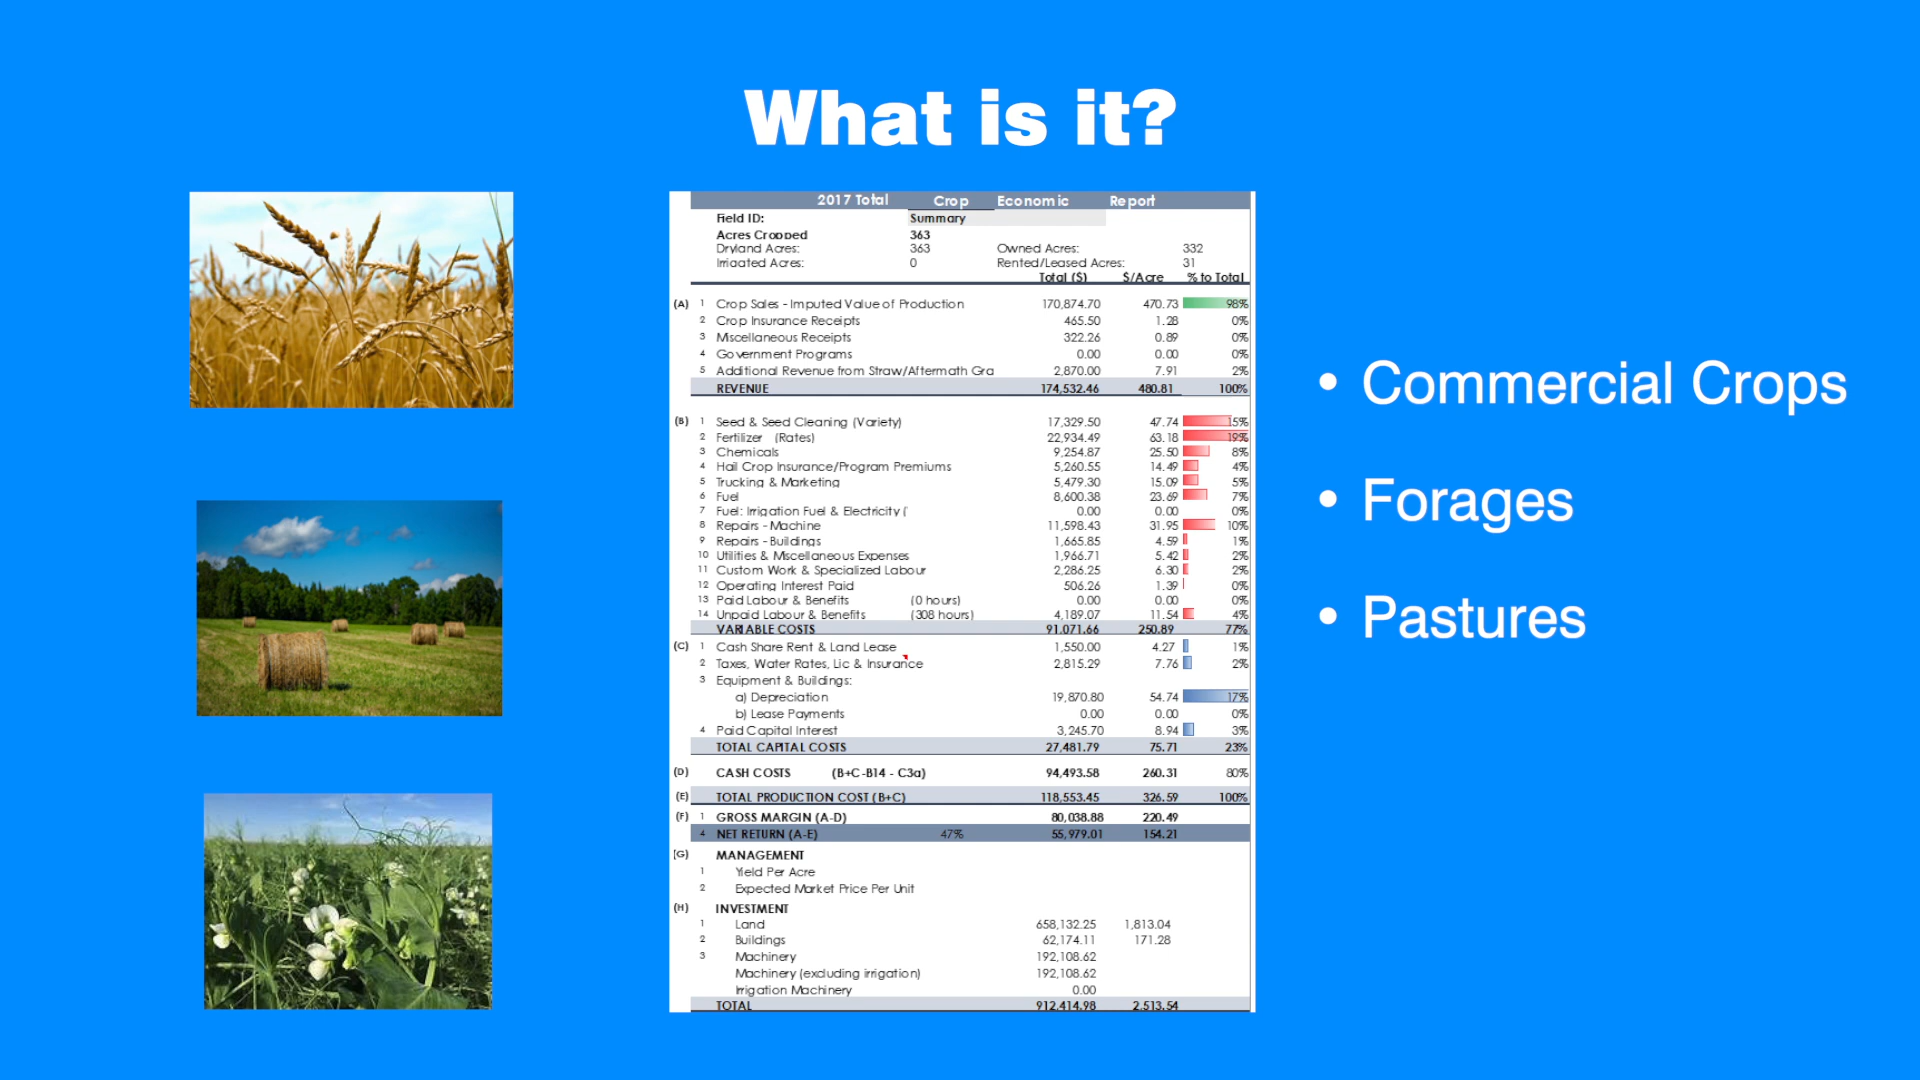 What is it?
2017 Total Crop Economic Report
Field ID: Summary
Acres Cropped 363
Dryland Acres: 363 Owned Acres: 332
Irrigated Acres: 0 Rented/Leased Acres: 31
Total ($) $/Acre % to Total
(A) 1 Crop Sales - Imputed Value of Production 170,874.70 470.73 98%
2 Crop Insurance Receipts 465.50 1.28 0%
3 Miscellaneous Receipts 322.26 0.89 0%
4 Government Programs 0.00 0.00 0%
5 Additional Revenue from Straw/Aftermath Gra 2,870.00 7.91 2%
REVENUE 174,532.46 480.81 100%
(B) 1 Seed & Seed Cleaning (Variety) 17,329.50 47.74 15%
2 Fertilizer (Rates) 22,934.49 63.18 19%
3 Chemicals 9,254.87 25.50 8%
4 Hail Crop Insurance/Program Premiums 5,260.55 14.49 4%
5 Trucking & Marketing 5,479.30 15.09 5%
6 Fuel 8,600.38 23.69 7%
7 Fuel: Irrigation Fuel & Electricity ( 0.00 0.00 0%
8 Repairs - Machine 11,598.43 31.95 10%
9 Repairs - Buildings 1,665.85 4.59 1%
10 Utilities & Miscellaneous Expenses 1,966.71 5.42 2%
11 Custom Work & Specialized Labour 2,286.25 6.30 2%
12 Operating Interest Paid 506.26 1.39 0%
13 Paid Labour & Benefits (0 hours) 0.00 0.00 0%
14 Unpaid Labour & Benefits (308 hours) 4,189.07 11.54 4%
VARIABLE COSTS 91,071.66 250.89 77%
(C) 1 Cash Share Rent & Land Lease 1,550.00 4.27 1%
2 Taxes, Water Rates, Lic & Insurance 2,815.29 7.76 2%
3 Equipment & Buildings:
a) Depreciation 19,870.80 54.74 17%
b) Lease Payments 0.00 0.00 0%
4 Paid Capital Interest 3,245.70 8.94 3%
TOTAL CAPITAL COSTS 27,481.79 75.71 23%
(D) CASH COSTS (B+C-B14 - C3a) 94,493.58 260.31 80%
(E) TOTAL PRODUCTION COST (B+C) 118,553.45 326.59 100%
(F) 1 GROSS MARGIN (A-D) 80,038.88 220.49
4 NET RETURN (A-E) 47% 55,979.01 154.21
(G) MANAGEMENT
1 Yield Per Acre
2 Expected Market Price Per Unit
(H) INVESTMENT
1 Land 658,132.25 1,813.04
2 Buildings 62,174.11 171.28
3 Machinery 192,108.62
Machinery (excluding irrigation) 192,108.62
Irrigation Machinery 0.00
TOTAL 912,414.98 2,513.54
• Commercial Crops
• Forages
• Pastures